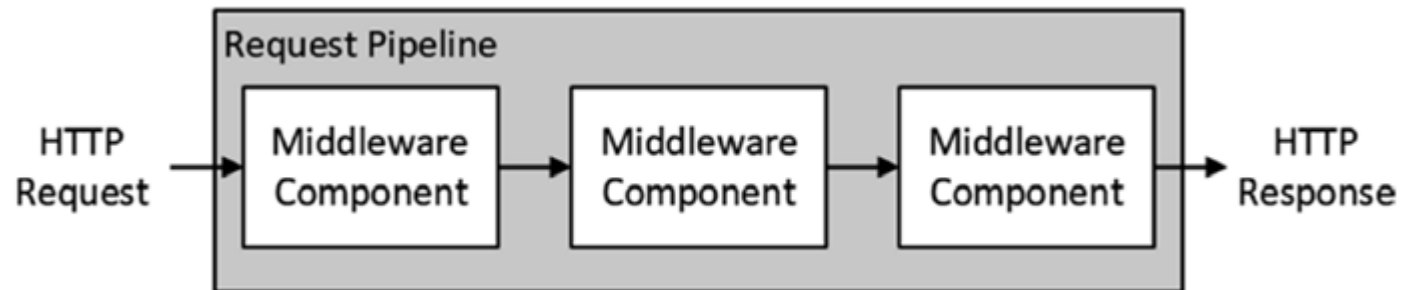 Request Pipeline
HTTP
Request
Middleware
Component
Middleware
Component
Middleware
Component
HTTP
Response